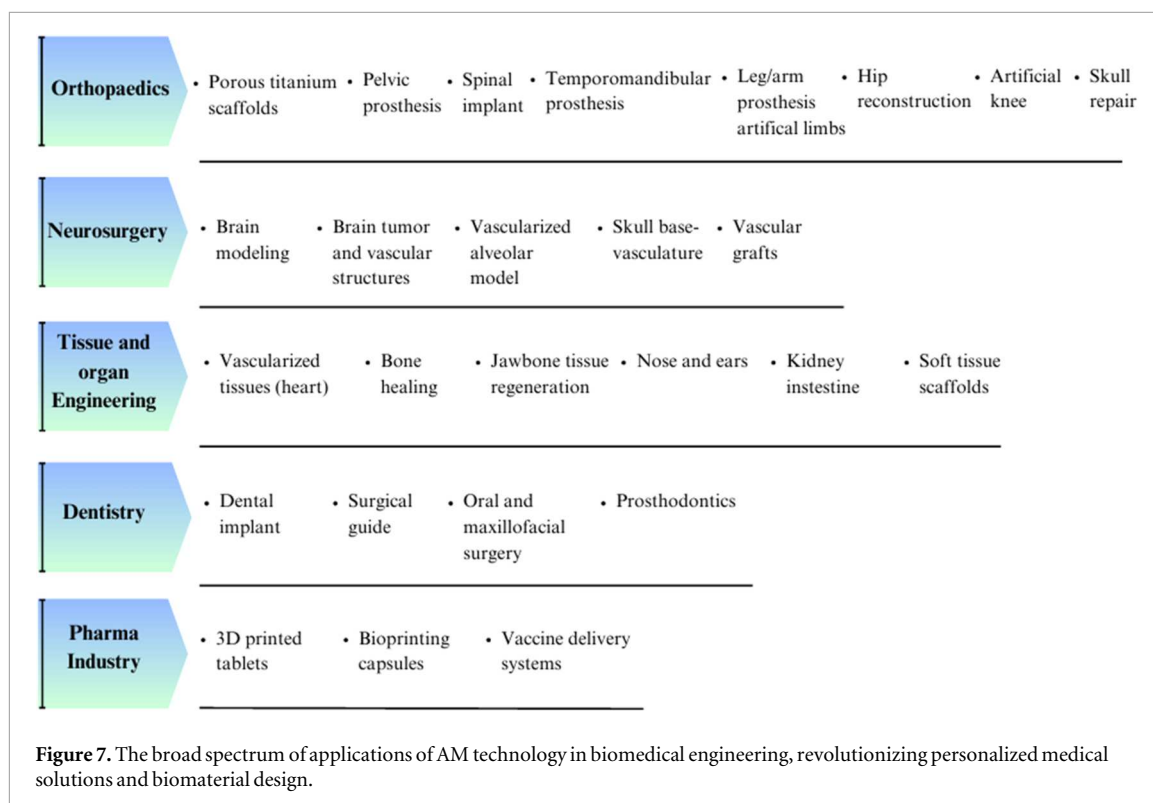 Orthopaedics
• Porous titanium
scaffolds
• Pelvic
prosthesis
• Spinal
implant
• Temporomandibular
prosthesis
• Leg/arm
prosthesis
artifical limbs
• Hip
reconstruction
• Artificial
knee
• Skull
repair
Neurosurgery
• Brain
modeling
• Brain tumor
and vascular
structures
• Vascularized
alveolar
model
• Skull base-
vasculature
• Vascular
grafts
Tissue and
organ
Engineering
• Vascularized
tissues (heart)
• Bone
healing
• Jawbone tissue
regeneration
• Nose and ears
• Kidney
instestine
• Soft tissue
scaffolds
Dentistry
• Dental
implant
• Surgical
guide
• Oral and
maxillofacial
surgery
• Prosthodontics
Pharma
Industry
• 3D printed
tablets
• Bioprinting
capsules
• Vaccine delivery
systems
Figure 7. The broad spectrum of applications of AM technology in biomedical engineering, revolutionizing personalized medical
solutions and biomaterial design.